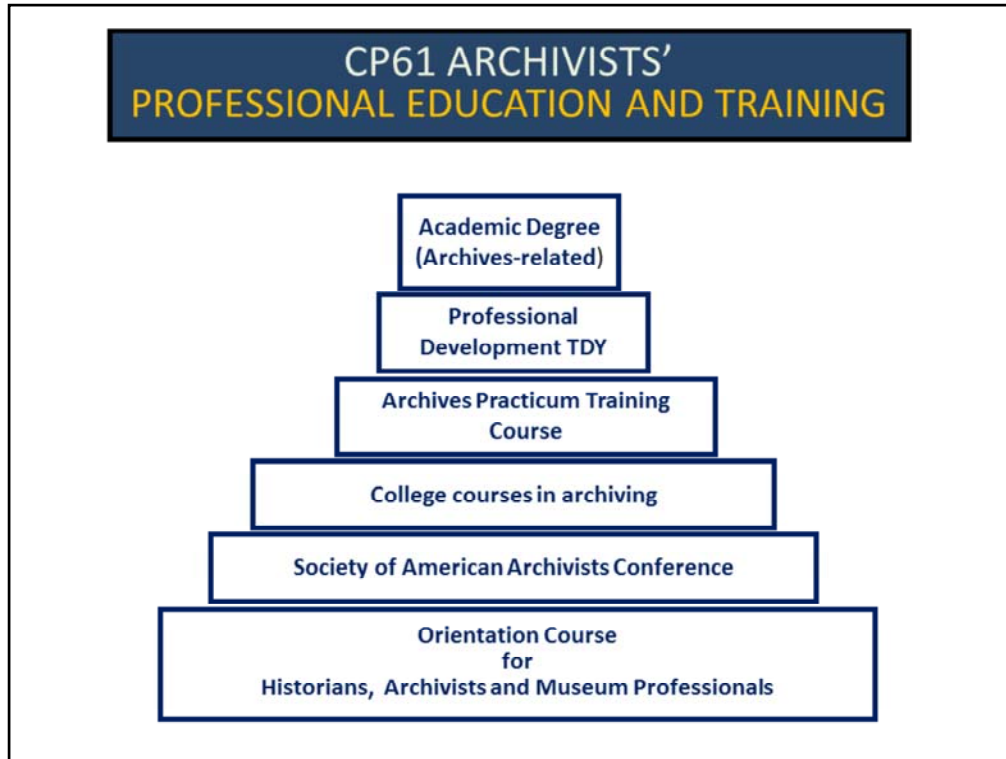 CP61 ARCHIVISTS’
PROFESSIONAL EDUCATION AND TRAINING
Academic Degree
(Archives-related)
Professional
Development TDY
Archives Practicum Training
Course
College courses in archiving
Society of American Archivists Conference
Orientation Course
for
Historians, Archivists and Museum Professionals